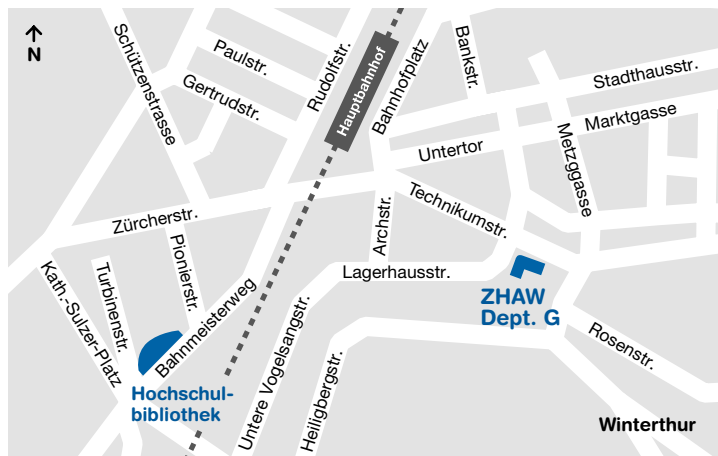 N
Schützenstrasse
Paulstr.
Gertrudstr.
Rudolfstr.
Hauptbahnhof
Bahnhofplatz
Bankstr.
Stadthausstr.
Marktgasse
Metzggasse
Untertor
Technikumstr.
Zürcherstr.
Pionierstr.
Archstr.
Lagerhausstr.
Kath.-Sulzer-Platz
Turbinenstr.
Bahnmeisterweg
ZHAW
Dept. G
Untere Vogelsangstr.
Heiligbergstr.
Rosenstr.
Hochschul-
bibliothek
Winterthur